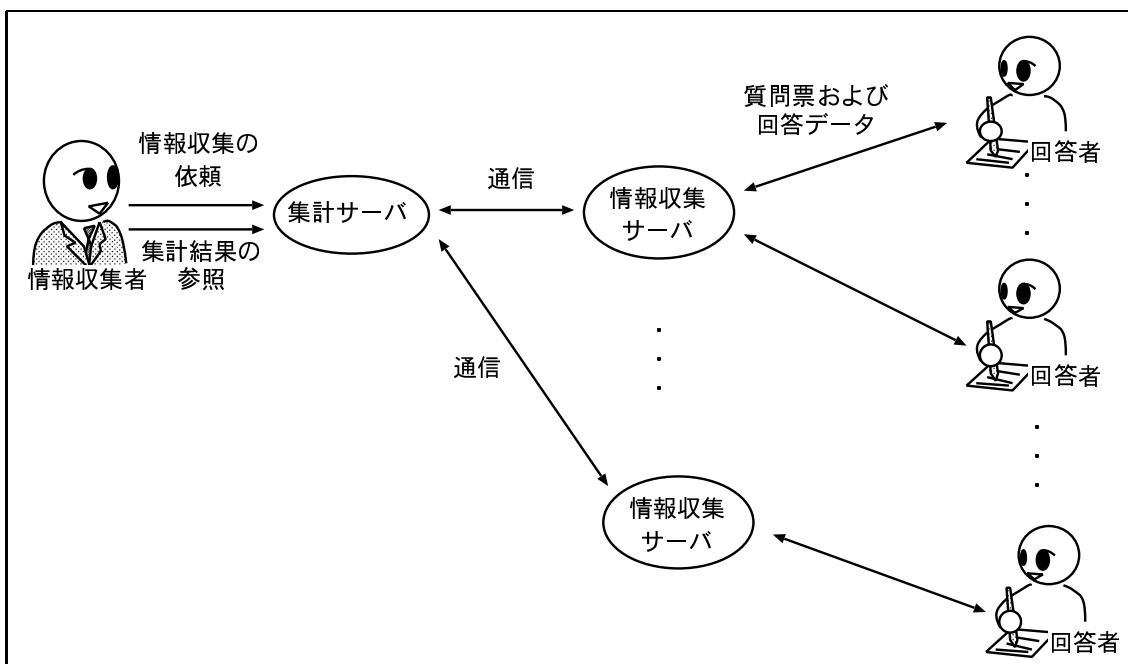 情報収集の
依頼
集計結果の
参照
情報収集者
集計サーバ
通信
通信
情報収集
サーバ
情報収集
サーバ
質問票および
回答データ
回答者
回答者
回答者